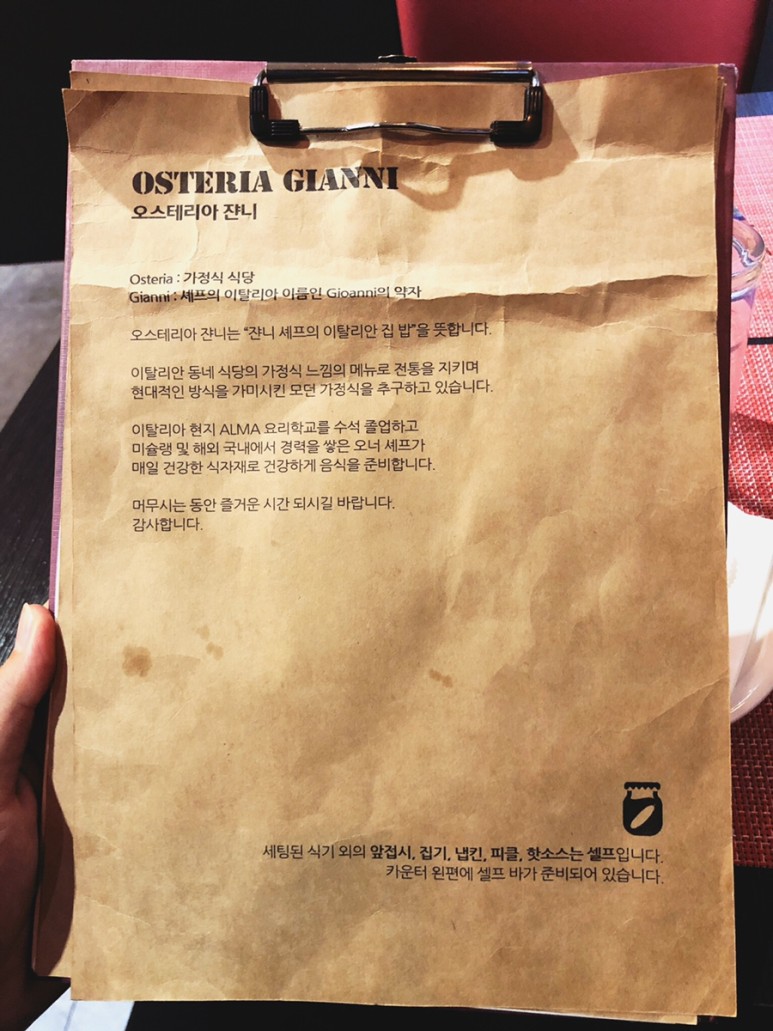 OSTERIA GIANNI
오스테리아 쟌니
Osteria : 가정식 식당
Gianni : 셰프의 이탈리아 이름인 Gioanni의 약자
오스테리아 쟌니는 “쟌니 셰프의 이탈리안 집 밥”을 뜻합니다.
이탈리안 동네 식당의 가정식 느낌의 메뉴로 전통을 지키며
현대적인 방식을 가미시킨 모던 가정식을 추구하고 있습니다.
이탈리아 현지 ALMA 요리학교를 수석 졸업하고
미슐랭 및 해외 국내에서 경력을 쌓은 오너 셰프가
매일 건강한 식자재로 건강하게 음식을 준비합니다.
머무시는 동안 즐거운 시간 되시길 바랍니다.
감사합니다.
세팅된 식기 외의 앞접시, 집기, 냅킨, 피클, 핫소스는 셀프입니다.
카운터 왼편에 셀프 바가 준비되어 있습니다.